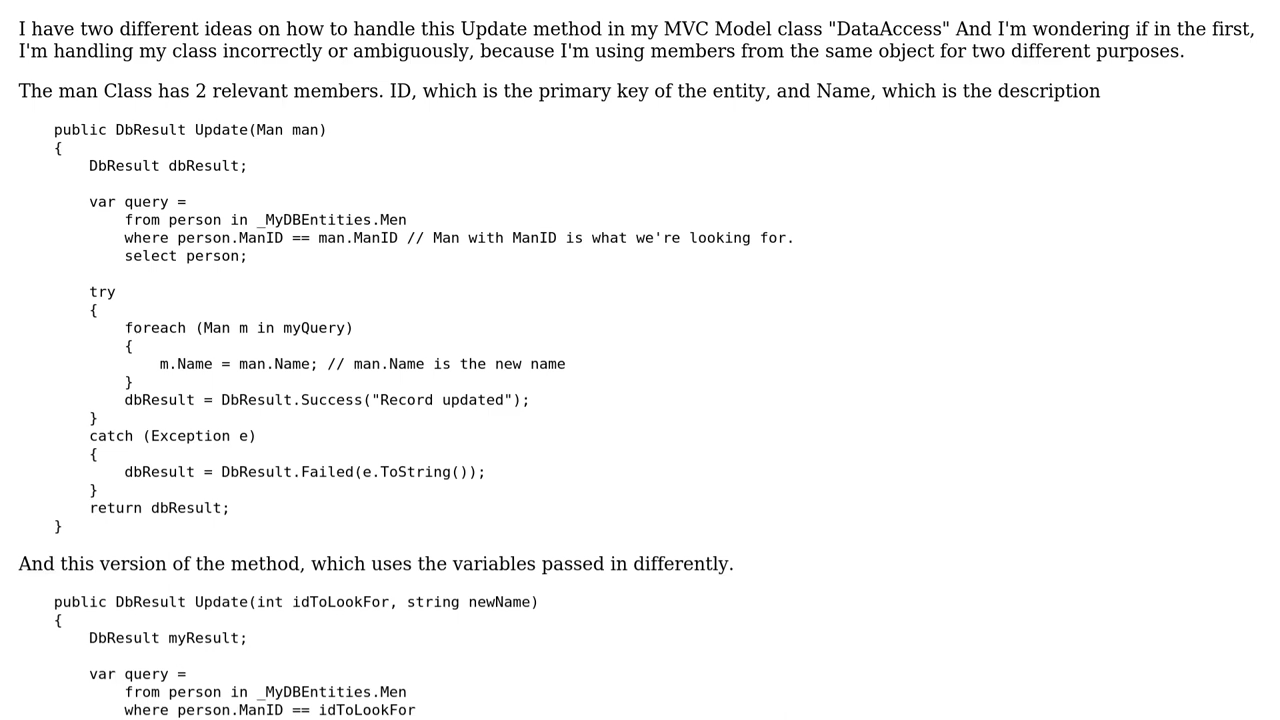 I have two different ideas on how to handle this Update method in my MVC Model class "DataAccess" And I'm wondering if in the first,
I'm handling my class incorrectly or ambiguously, because I'm using members from the same object for two different purposes.
The man Class has 2 relevant members. ID, which is the primary key of the entity, and Name, which is the description
public DbResult Update(Man man)
{
DbResult dbResult;
var query =
from person in _MyDBEntities.Men
where person.ManID == man.ManID // Man with ManID is what we're looking for.
select person;
try
{
foreach (Man m in myQuery)
{
m.Name = man.Name; // man.Name is the new name
}
dbResult = DbResult.Success("Record updated");
}
catch (Exception e)
{
dbResult = DbResult.Failed(e.ToString());
}
return dbResult;
}
And this version of the method, which uses the variables passed in differently.
public DbResult Update(int idToLookFor, string newName)
{
DbResult myResult;
var query =
from person in _MyDBEntities.Men
where person.ManID == idToLookFor